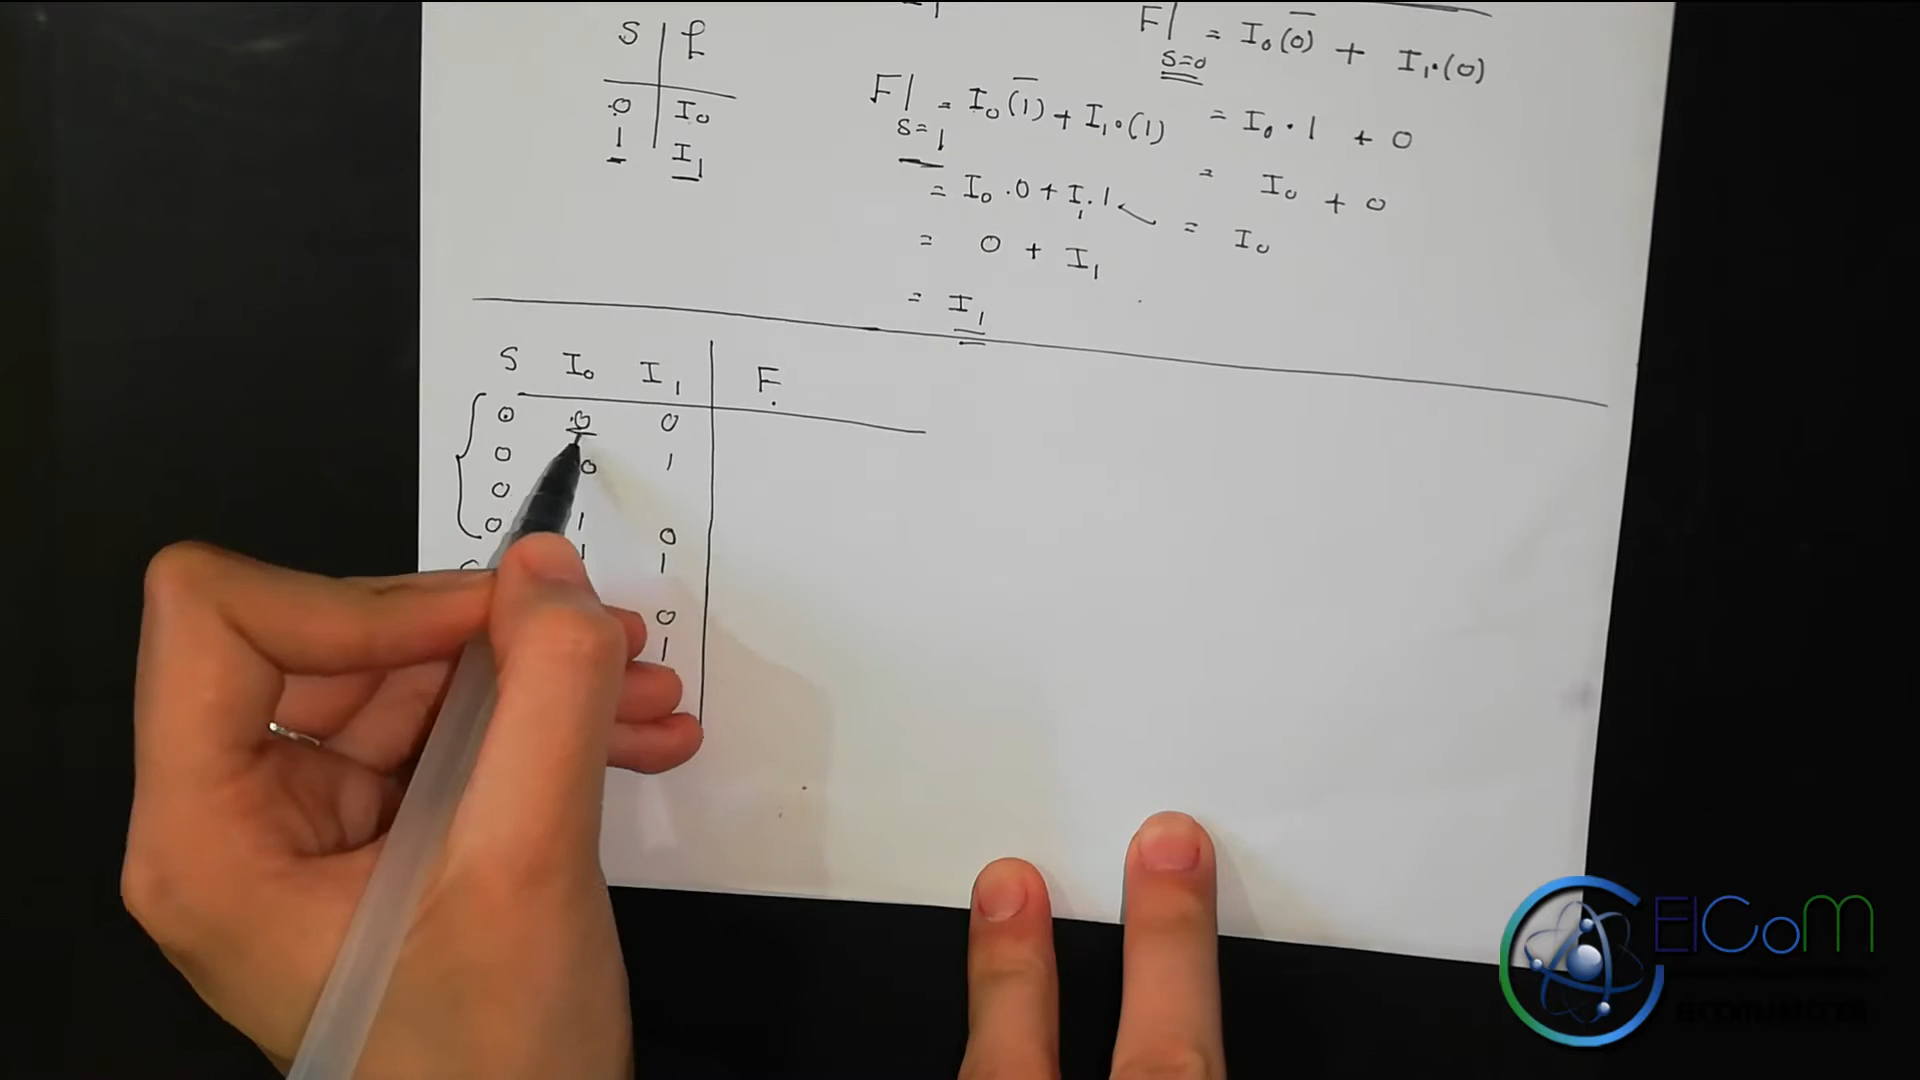 S f
0 I₀
1 I₁
F|S=0 = I₀(0̅) + I₁·(0)
= I₀·1 + 0
= I₀ + 0
= I₀
F|S=1 = I₀(1̅) + I₁·(1)
= I₀·0 + I₁·1
= 0 + I₁
= I₁
S I₀ I₁ F
0 0 0
0 0 1
0
0 1 0
1 1
0
1
ElCoM